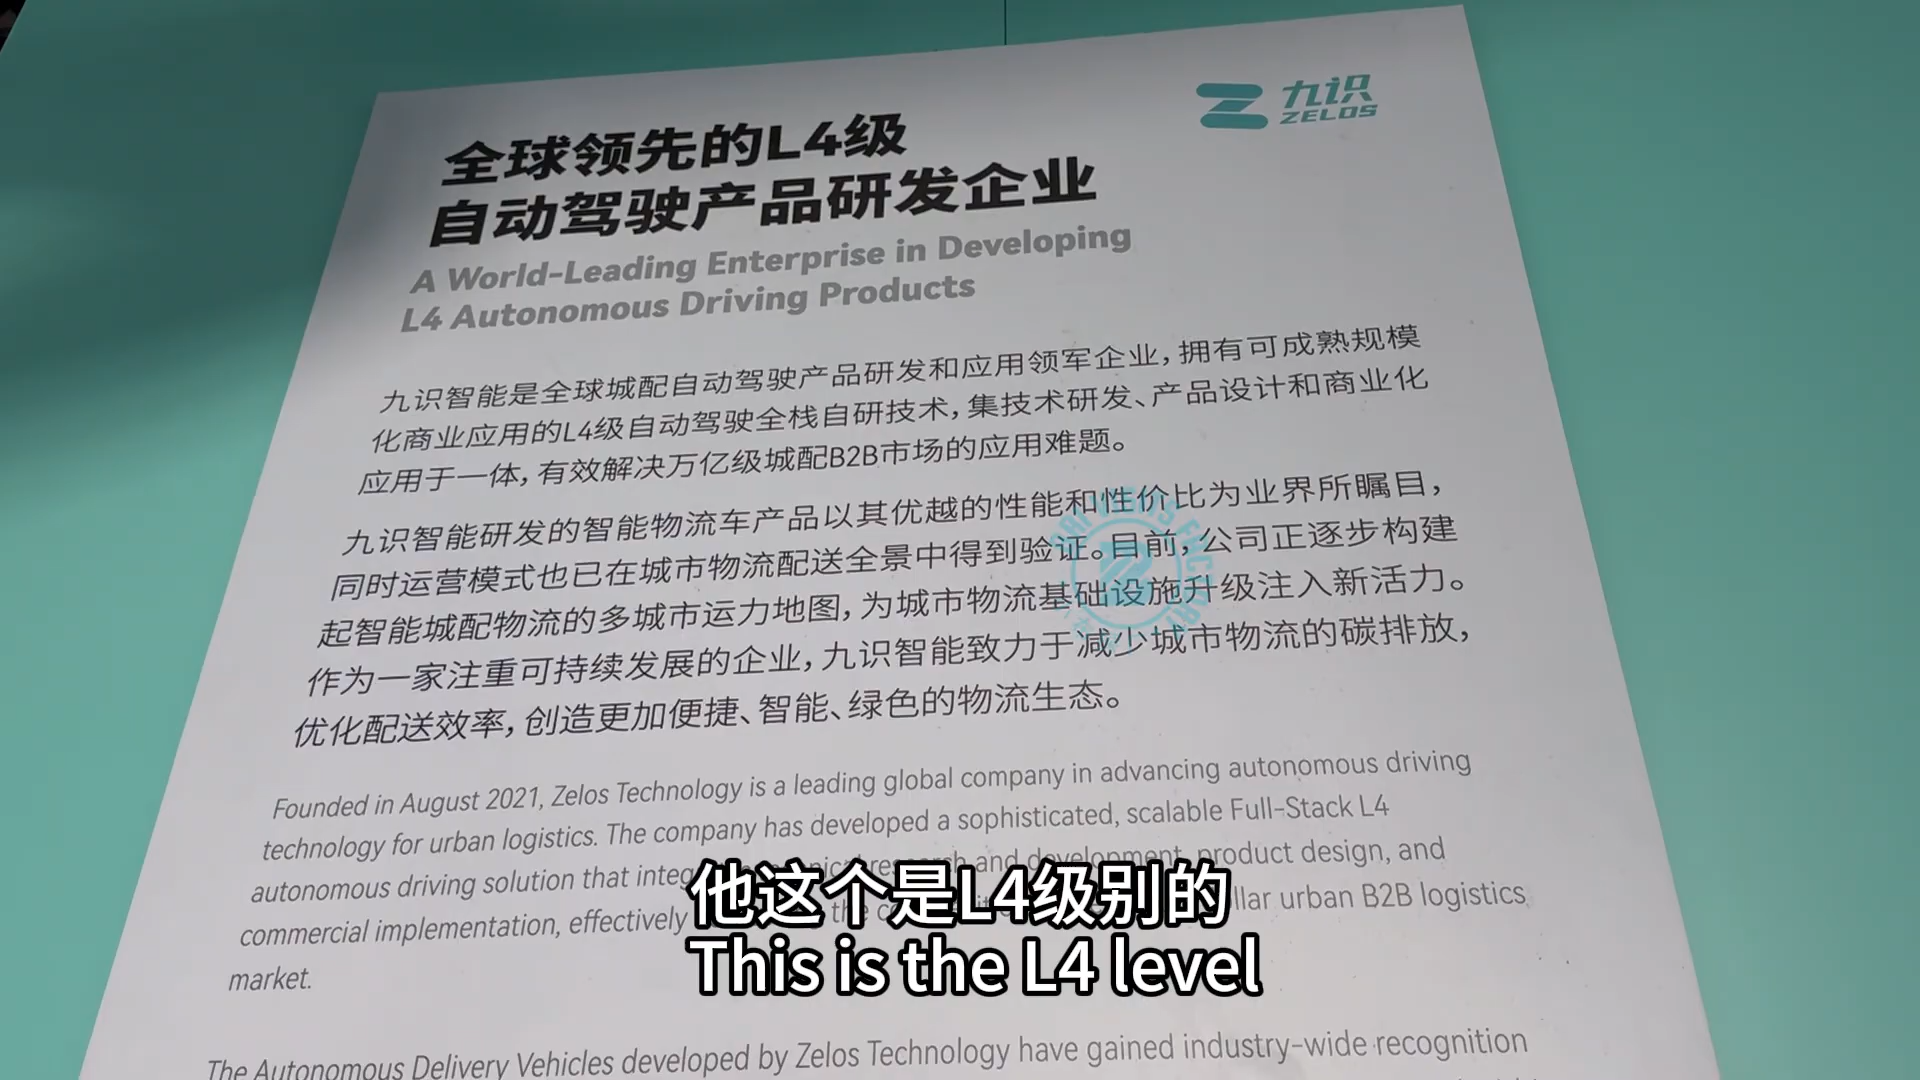 九识
ZELOS
全球领先的L4级
自动驾驶产品研发企业
A World-Leading Enterprise in Developing
L4 Autonomous Driving Products
九识智能是全球城配自动驾驶产品研发和应用领军企业，拥有可成熟规模
化商业应用的L4级自动驾驶全栈自研技术，集技术研发、产品设计和商业化
应用于一体，有效解决万亿级城配B2B市场的应用难题。
九识智能研发的智能物流车产品以其优越的性能和性价比为业界所瞩目，
同时运营模式也已在城市物流配送全景中得到验证。目前，公司正逐步构建
起智能城配物流的多城市运力地图，为城市物流基础设施升级注入新活力。
作为一家注重可持续发展的企业，九识智能致力于减少城市物流的碳排放，
优化配送效率，创造更加便捷、智能、绿色的物流生态。
Founded in August 2021, Zelos Technology is a leading global company in advancing autonomous driving
technology for urban logistics. The company has developed a sophisticated, scalable Full-Stack L4
autonomous driving solution that research and development, product design, and
commercial implementation, effectively the urban B2B logistics
market.
他这个是L4级别的
This is the L4 level
The Autonomous Delivery Vehicles developed by Zelos Technology have gained industry-wide recognition